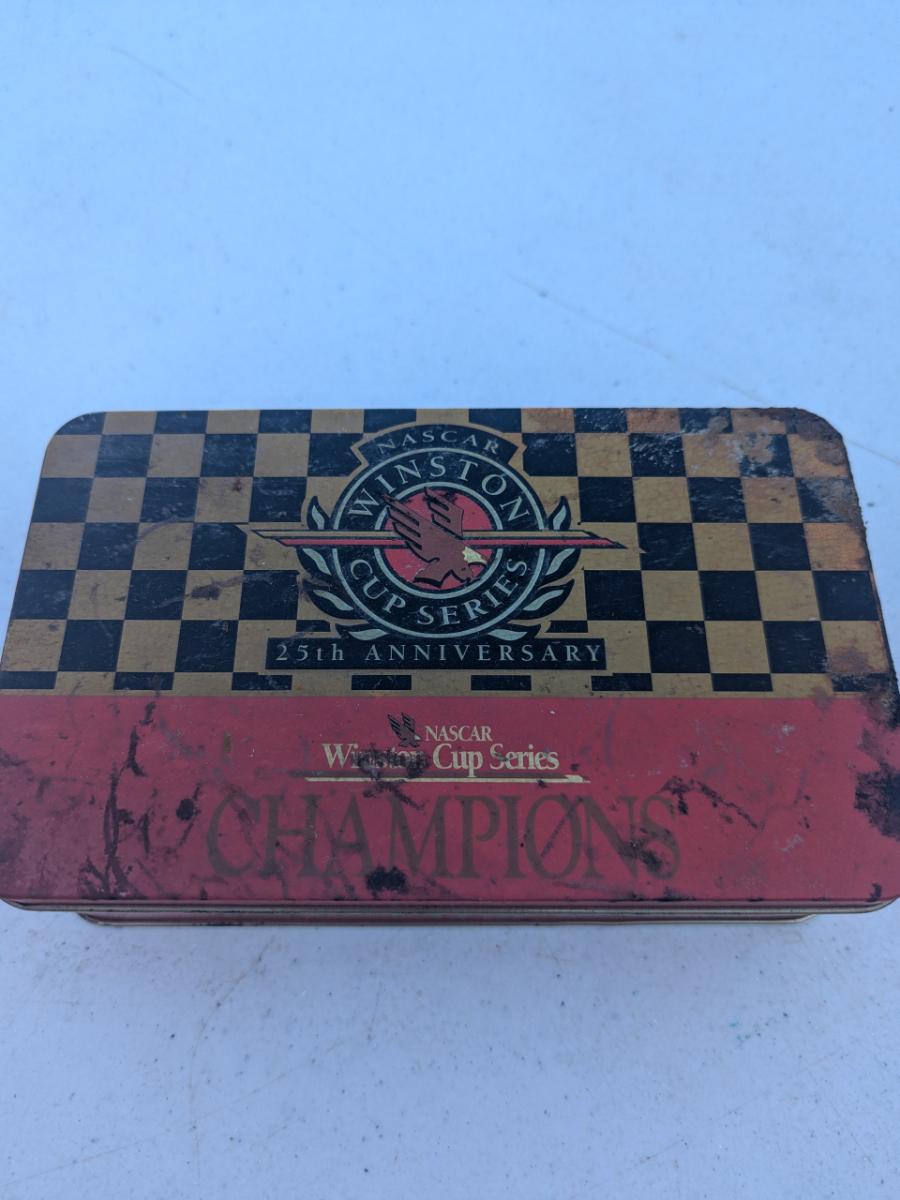 NASCAR
WINSTON
CUP SERIES
25th ANNIVERSARY
NASCAR
Winston Cup Series
CHAMPIONS